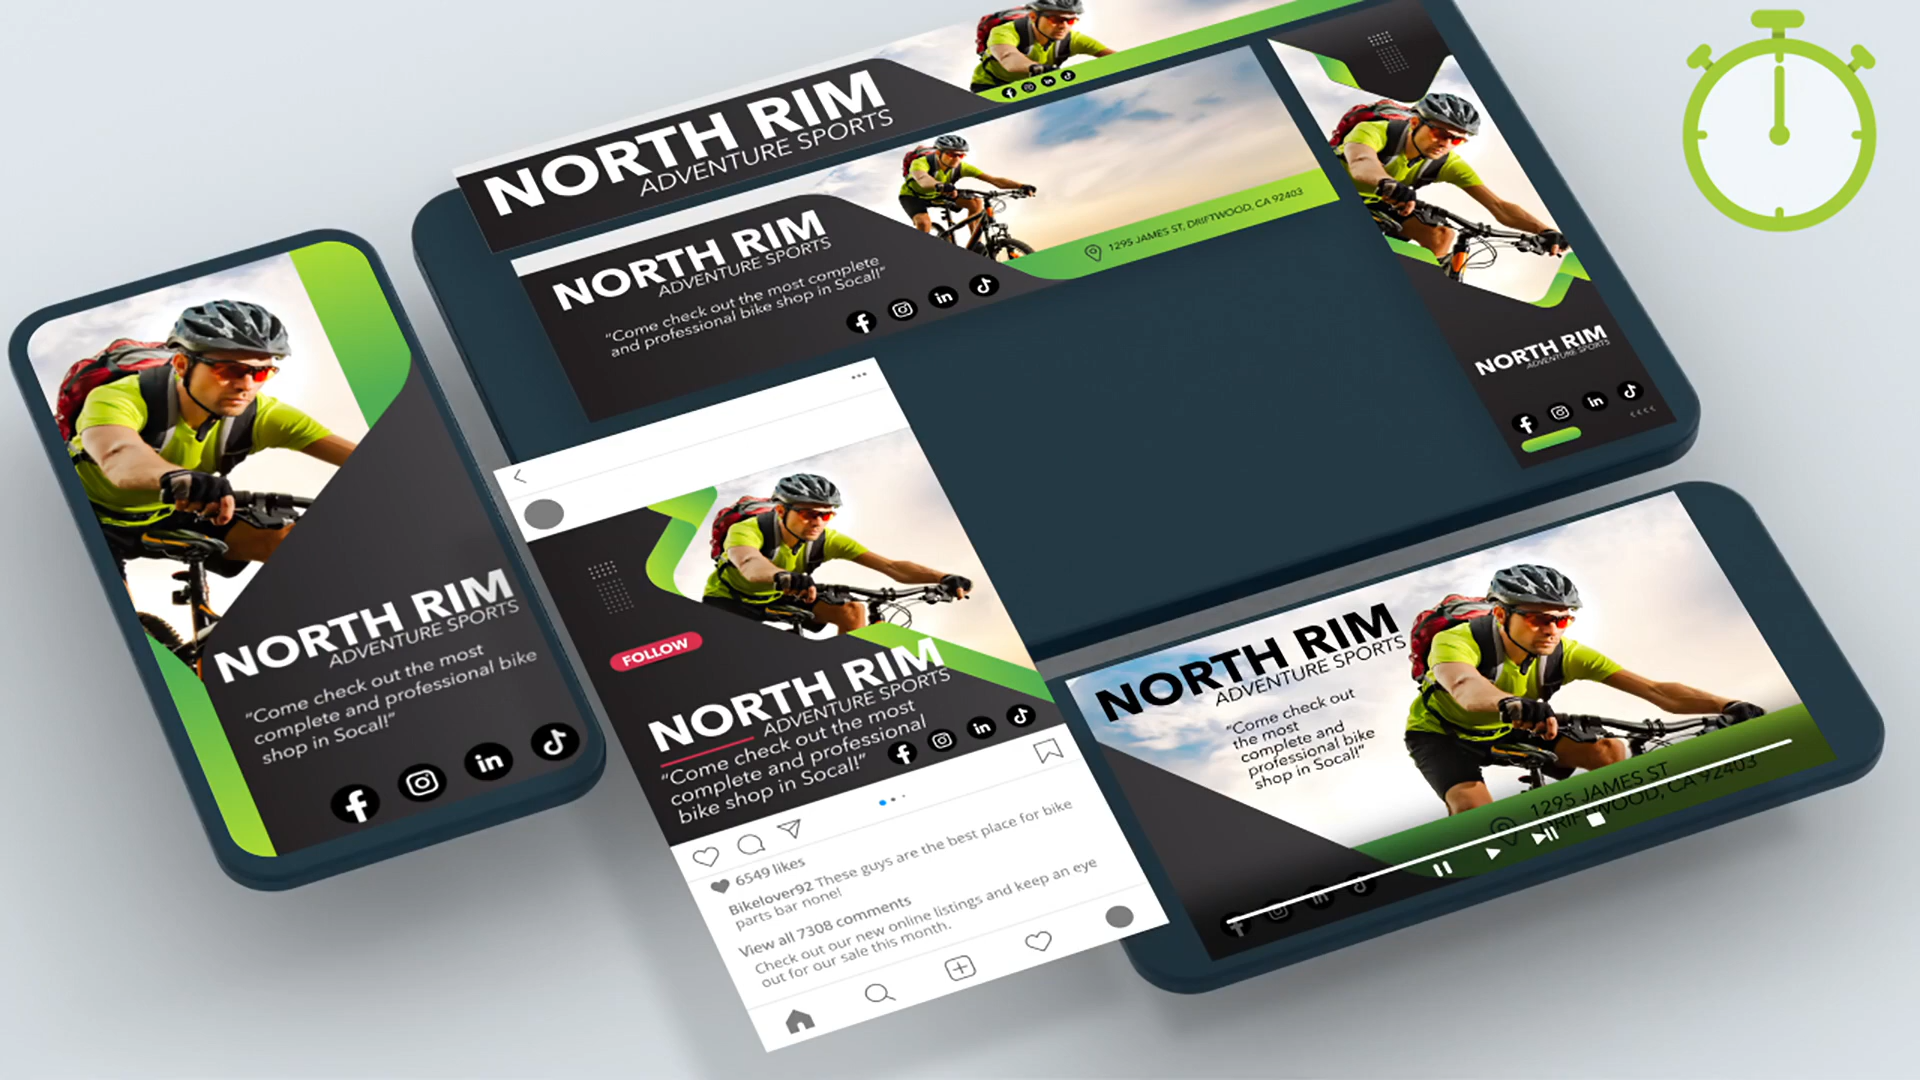 NORTH RIM
ADVENTURE SPORTS
NORTH RIM
ADVENTURE SPORTS
"Come check out the most complete
and professional bike shop in Socal!"
1295 JAMES ST, DRIFTWOOD, CA 92403
NORTH RIM
ADVENTURE SPORTS
NORTH RIM
ADVENTURE SPORTS
"Come check out the most
complete and professional bike
shop in Socal!"
FOLLOW
NORTH RIM
ADVENTURE SPORTS
"Come check out the most
complete and professional
bike shop in Socal!"
6549 likes
Bikelover92 These guys are the best place for bike
parts bar none!
View all 7308 comments
Check out our new online listings and keep an eye
out for our sale this month.
NORTH RIM
ADVENTURE SPORTS
"Come check out
the most
complete and
professional bike
shop in Socal!"
1295 JAMES ST
DRIFTWOOD, CA 92403